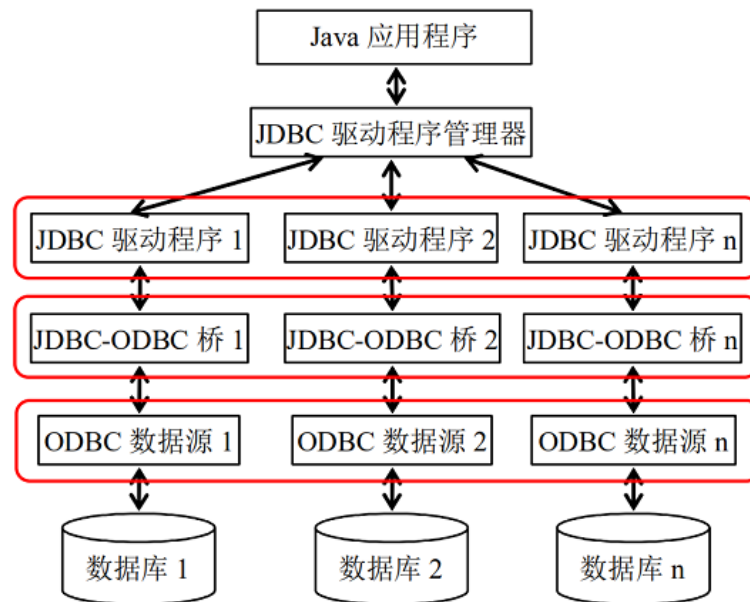 Java 应用程序
JDBC 驱动程序管理器
JDBC 驱动程序 1
JDBC 驱动程序 2
JDBC 驱动程序 n
JDBC-ODBC 桥 1
JDBC-ODBC 桥 2
JDBC-ODBC 桥 n
ODBC 数据源 1
ODBC 数据源 2
ODBC 数据源 n
数据库 1
数据库 2
数据库 n